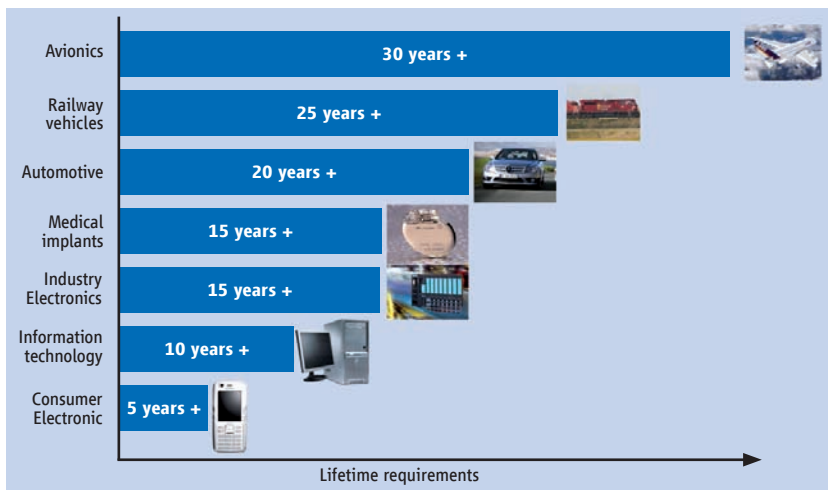 Avionics
30 years +
Railway
vehicles
25 years +
Automotive
20 years +
Medical
implants
15 years +
Industry
Electronics
15 years +
Information
technology
10 years +
Consumer
Electronic
5 years +
Lifetime requirements